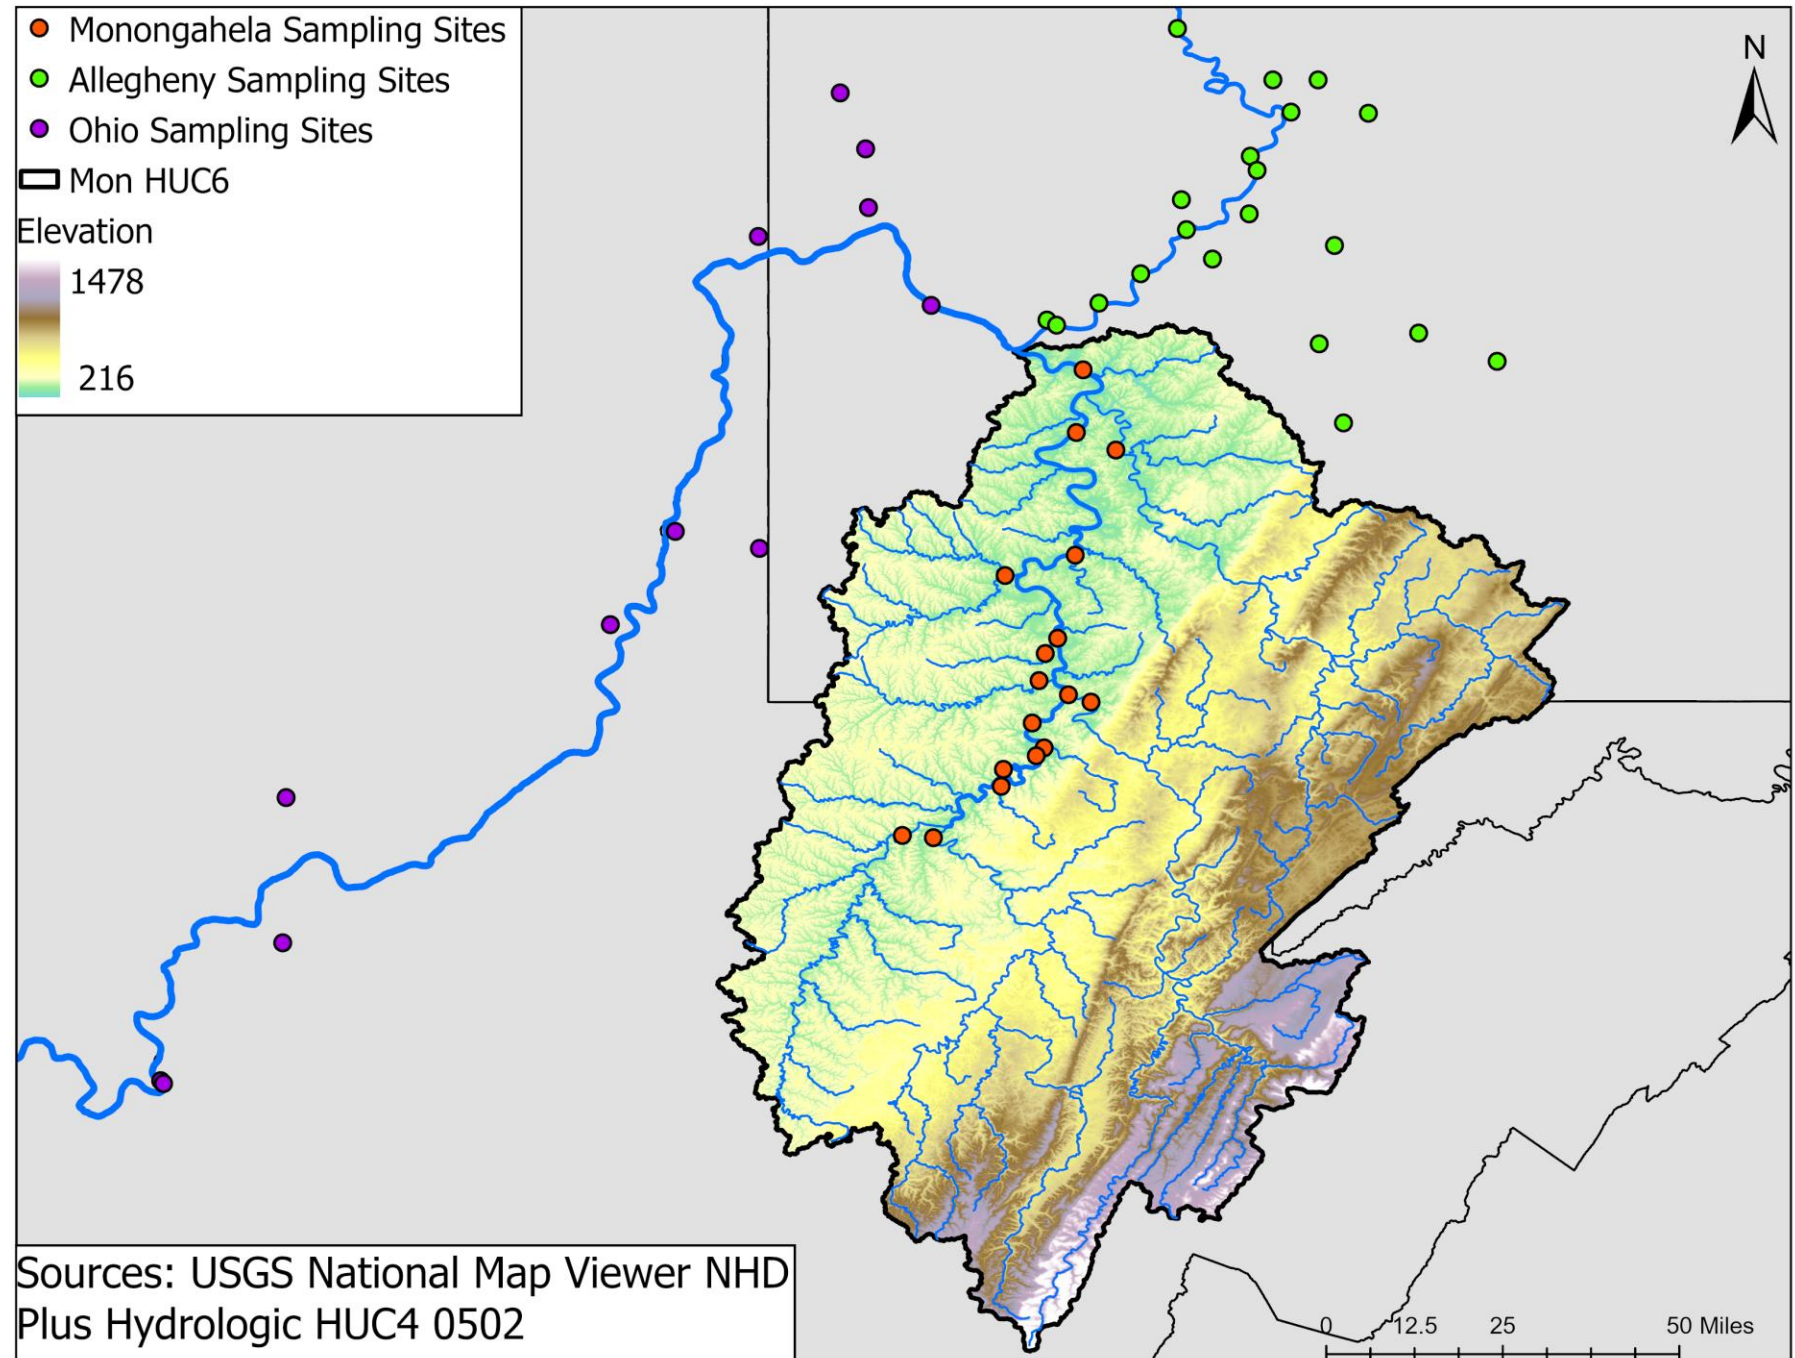 Monongahela Sampling Sites
Allegheny Sampling Sites
Ohio Sampling Sites
Mon HUC6
Elevation
1478
216
N
Sources: USGS National Map Viewer NHD
Plus Hydrologic HUC4 0502
0 12.5 25 50 Miles